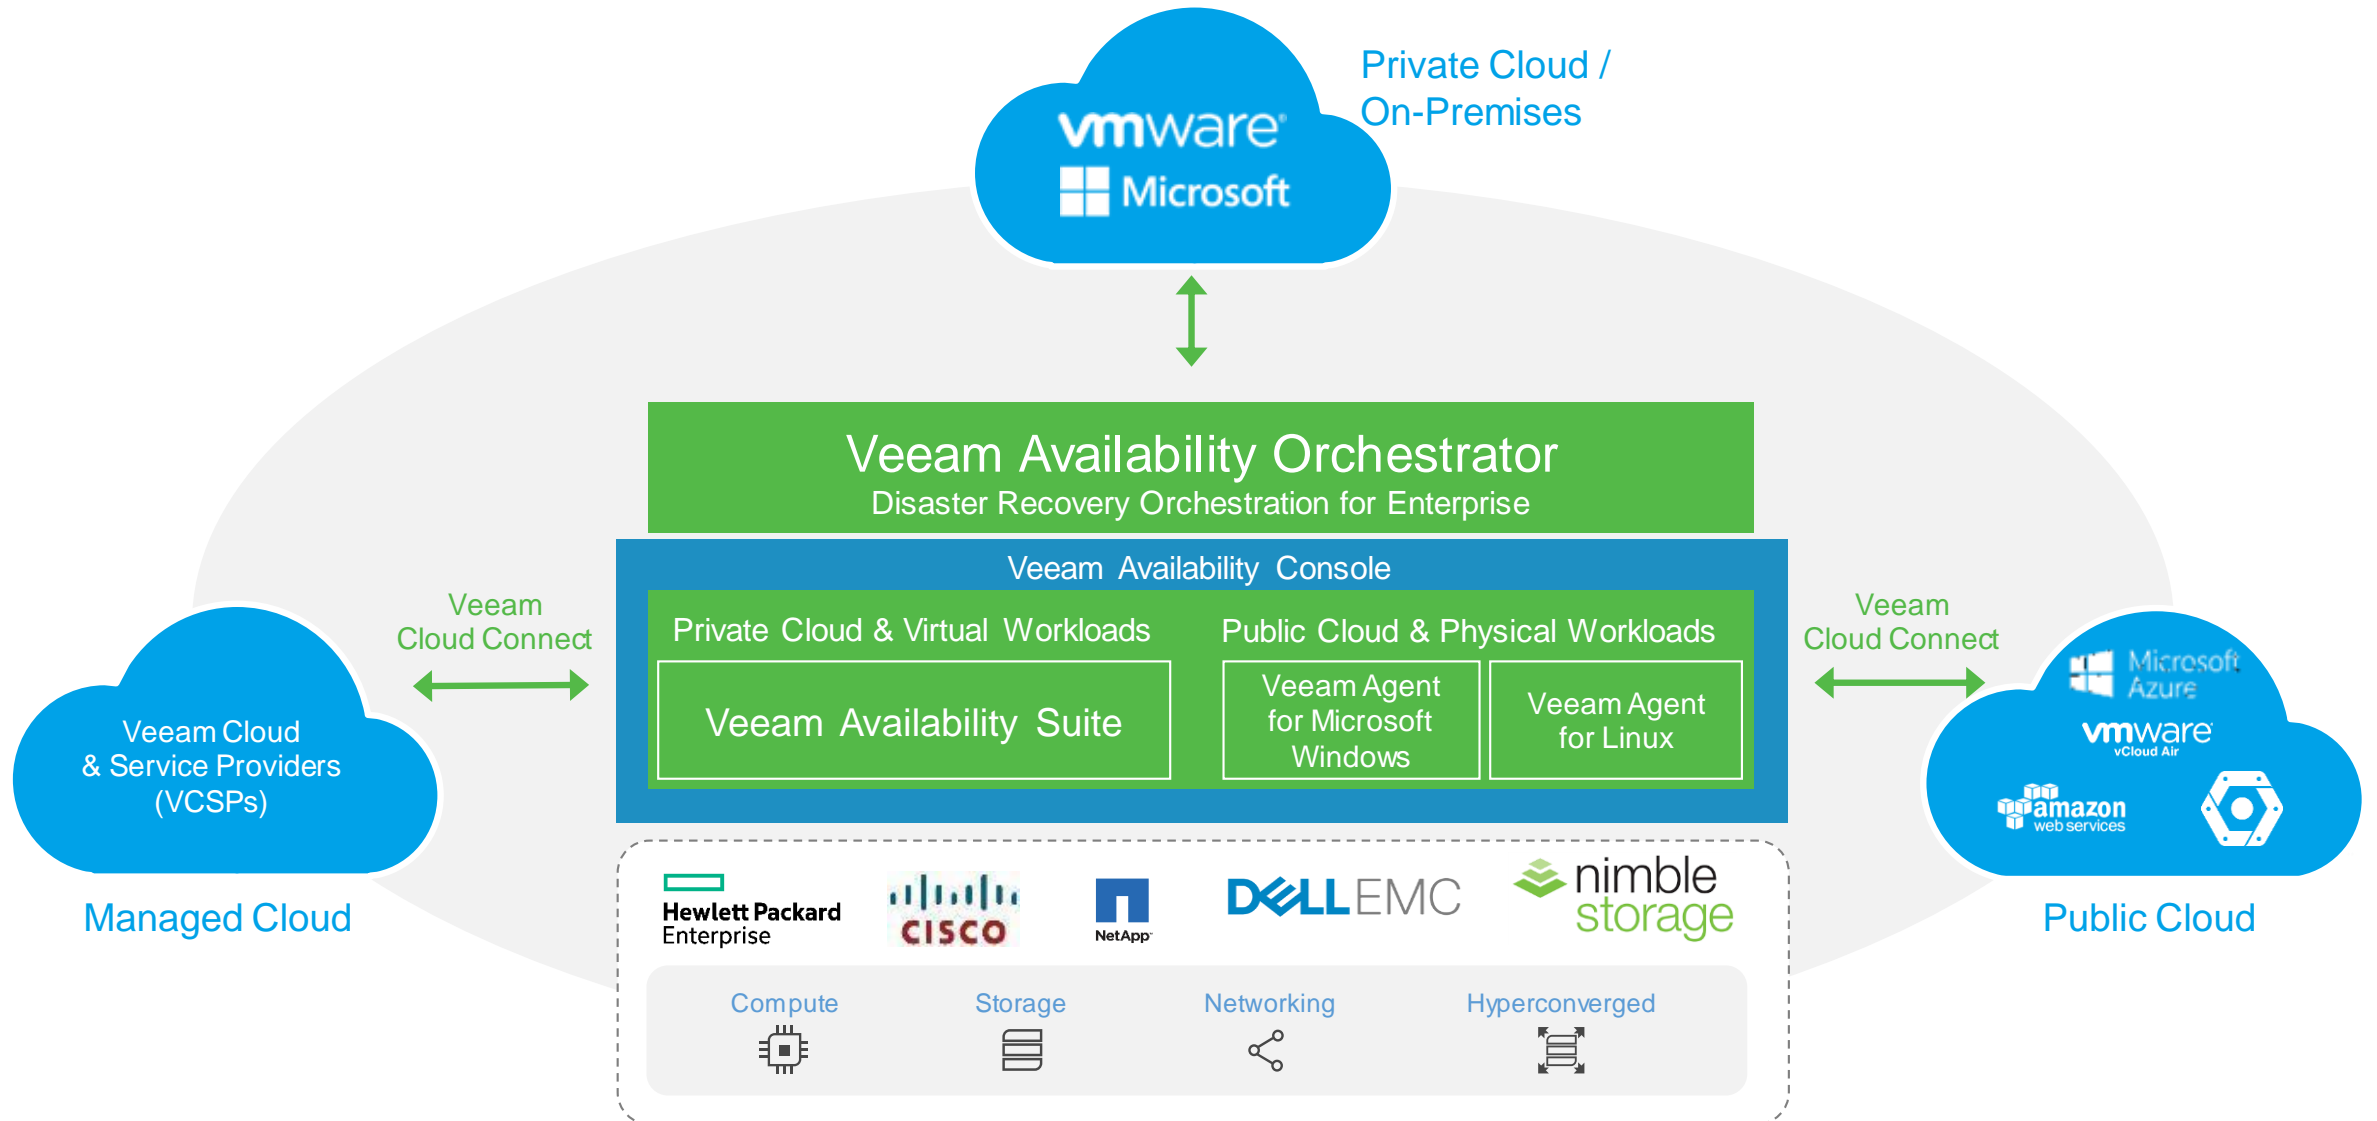 vmware
Microsoft
Private Cloud /
On-Premises
Veeam Availability Orchestrator
Disaster Recovery Orchestration for Enterprise
Veeam Availability Console
Private Cloud & Virtual Workloads
Public Cloud & Physical Workloads
Veeam Availability Suite
Veeam Agent
for Microsoft
Windows
Veeam Agent
for Linux
Veeam
Cloud Connect
Veeam
Cloud Connect
Veeam Cloud
& Service Providers
(VCSPs)
Managed Cloud
Microsoft
Azure
vmware
vCloud Air
amazon
web services
Public Cloud
Hewlett Packard
Enterprise
CISCO
NetApp
DELL EMC
nimble
storage
Compute
Storage
Networking
Hyperconverged